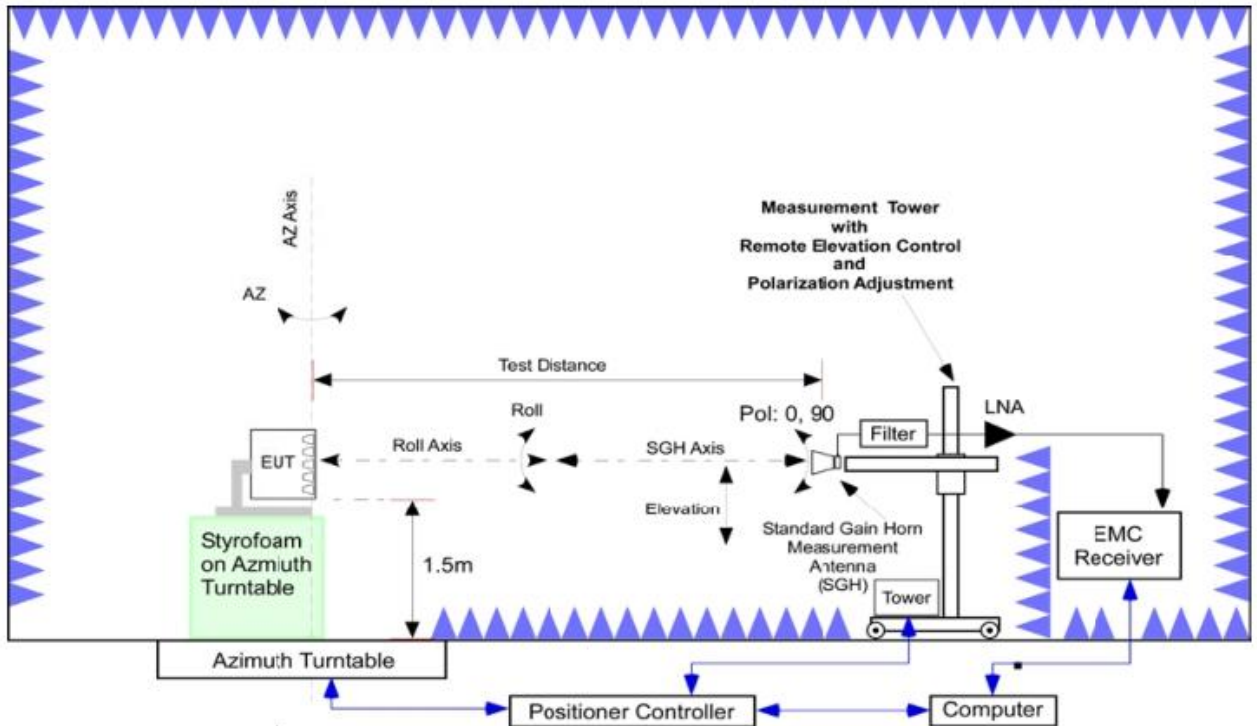 AZ Axis
AZ
Measurement Tower
with
Remote Elevation Control
and
Polarization Adjustment
Test Distance
Roll
Pol: 0, 90
LNA
Filter
EUT
Roll Axis
SGH Axis
Elevation
Standard Gain Horn
Measurement
Antenna
(SGH)
EMC
Receiver
Styrofoam
on Azmiuth
Turntable
1.5m
Tower
Azimuth Turntable
Positioner Controller
Computer